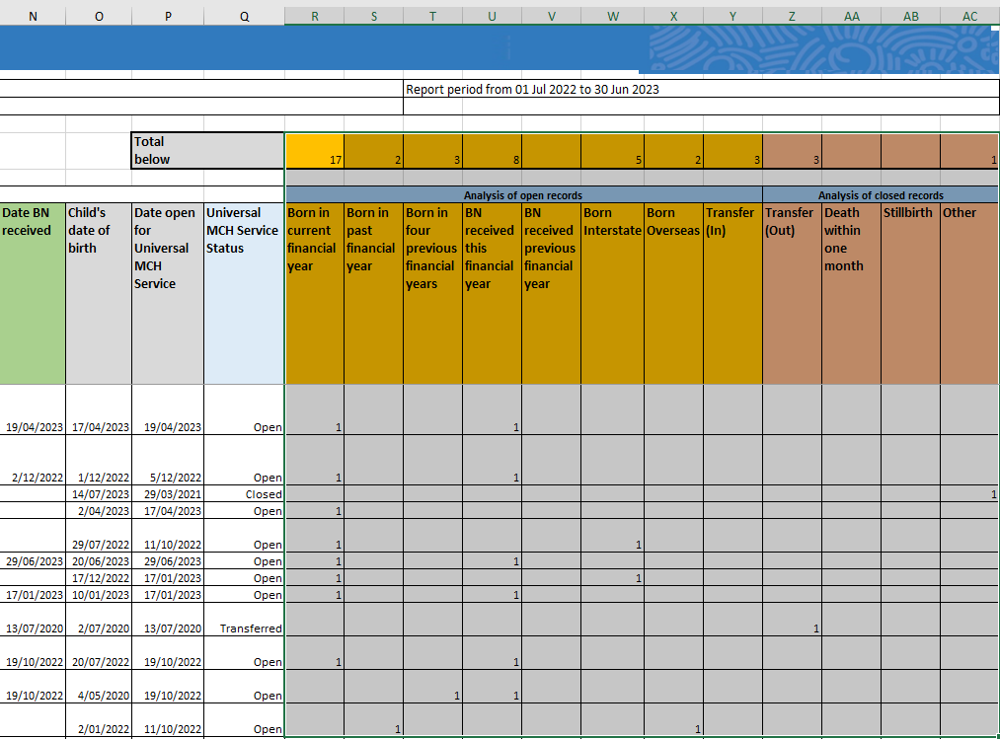 N O P Q R S T U V W X Y Z AA AB AC
Report period from 01 Jul 2022 to 30 Jun 2023
Total
below 17 2 3 8 5 2 3 3 1
Analysis of open records Analysis of closed records
Date BN Child's Date open Universal Born in Born in Born in BN BN Born Born Transfer Transfer Death Stillbirth Other
received date of for MCH Service current past four received received Interstate Overseas (In) (Out) within
birth Universal Status financial financial previous this previous one
MCH year year financial financial financial month
Service years year year
19/04/2023 17/04/2023 19/04/2023 Open 1 1
2/12/2022 1/12/2022 5/12/2022 Open 1 1
14/07/2023 29/03/2021 Closed 1
2/04/2023 17/04/2023 Open 1
29/07/2022 11/10/2022 Open 1 1
29/06/2023 20/06/2023 29/06/2023 Open 1 1
17/12/2022 17/01/2023 Open 1 1
17/01/2023 10/01/2023 17/01/2023 Open 1 1
13/07/2020 2/07/2020 13/07/2020 Transferred 1
19/10/2022 20/07/2022 19/10/2022 Open 1 1
19/10/2022 4/05/2020 19/10/2022 Open 1 1
2/01/2022 11/10/2022 Open 1 1